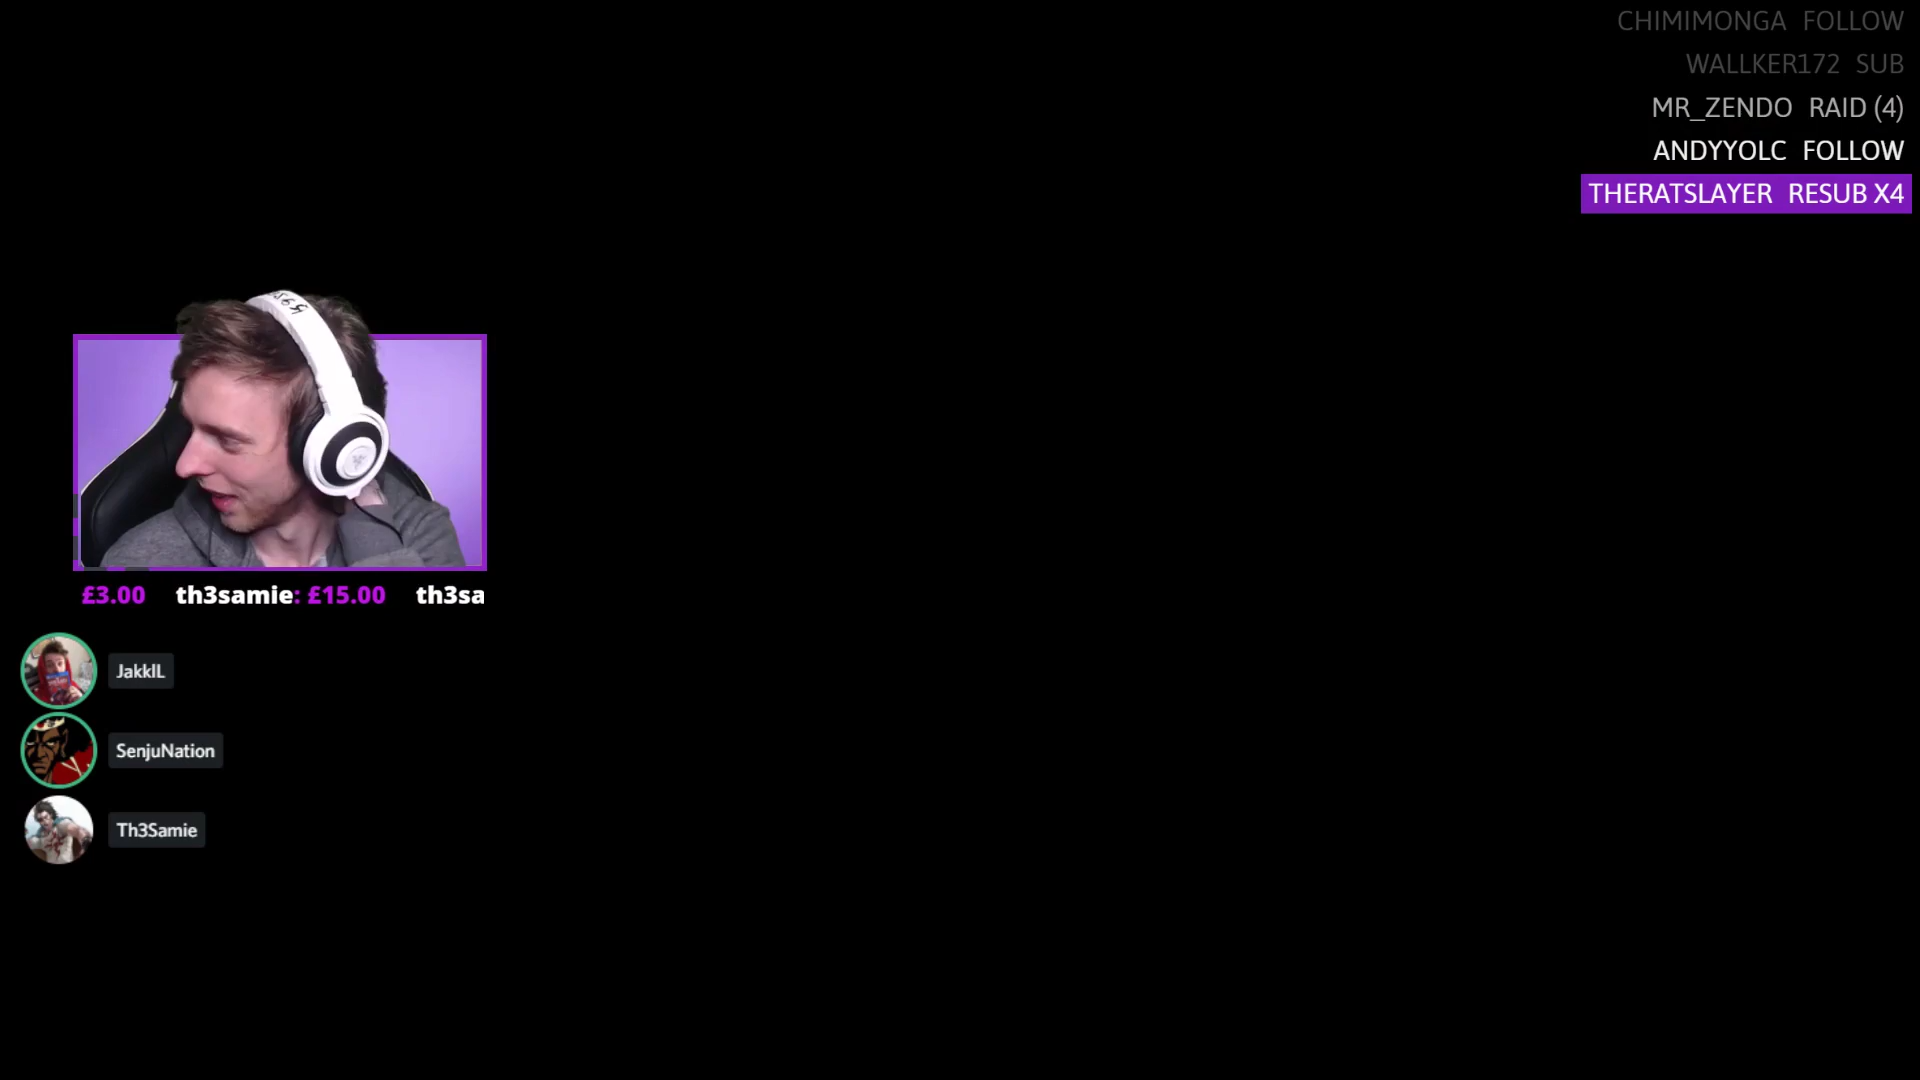 CHIMIMONGA FOLLOW
WALLKER172 SUB
MR_ZENDO RAID (4)
ANDYYOLC FOLLOW
THERATSLAYER RESUB X4
£3.00 th3samie: £15.00 th3sa
JakkIL
SenjuNation
Th3Samie